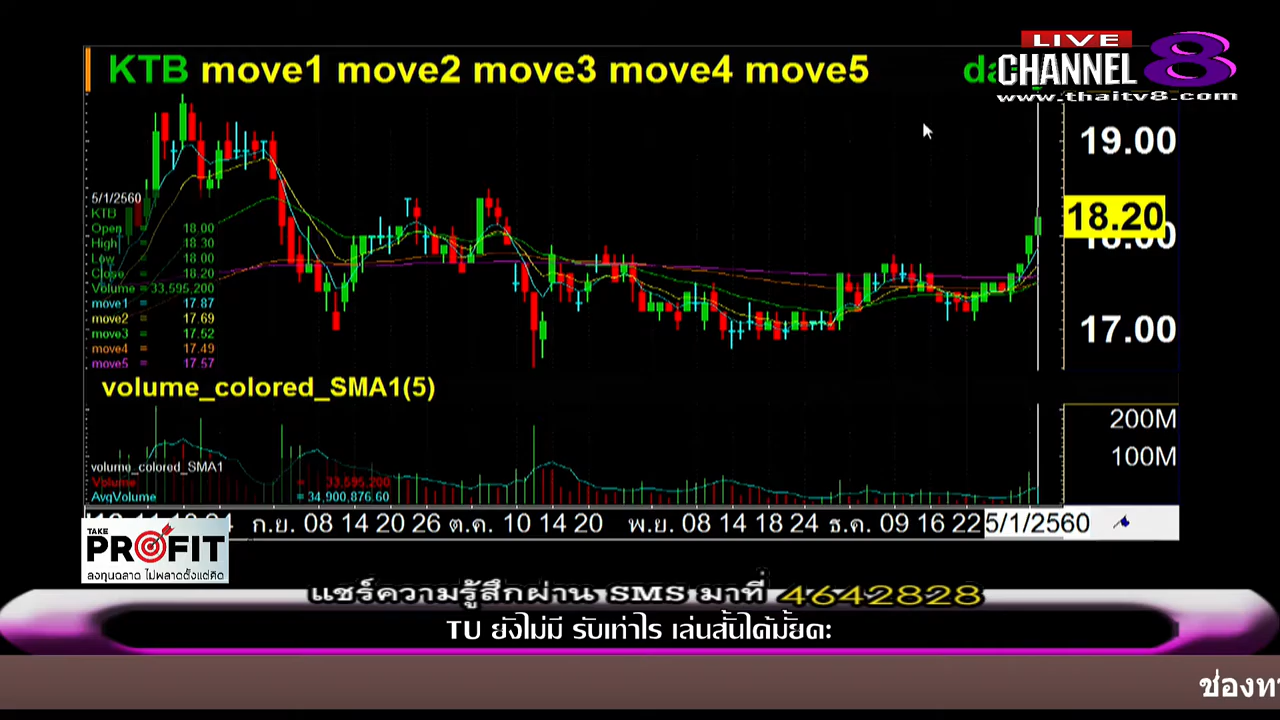 KTB move1 move2 move3 move4 move5
LIVE
CHANNEL 8
www.thaitv8.com
19.00
18.20
18.00
17.00
5/1/2560
KTB
Open = 18.00
High = 18.30
Low = 18.00
Close = 18.20
Volume = 33,595,200
move1 = 17.87
move2 = 17.69
move3 = 17.52
move4 = 17.49
move5 = 17.57
volume_colored_SMA1(5)
200M
100M
volume_colored_SMA1
Volume = 33,595,200
AvgVolume = 34,900,876.60
ก.ย. 08 14 20 26 ต.ค. 10 14 20 พ.ย. 08 14 18 24 ธ.ค. 09 16 22 5/1/2560
TAKE
PROFIT
ลงทุนฉลาด ไม่พลาดตั้งแต่คิด
แชร์ความรู้สึกผ่าน SMS มาที่ 4642828
TU ยังไม่มี รับเท่าไร เล่นสั้นได้มั้ยคะ